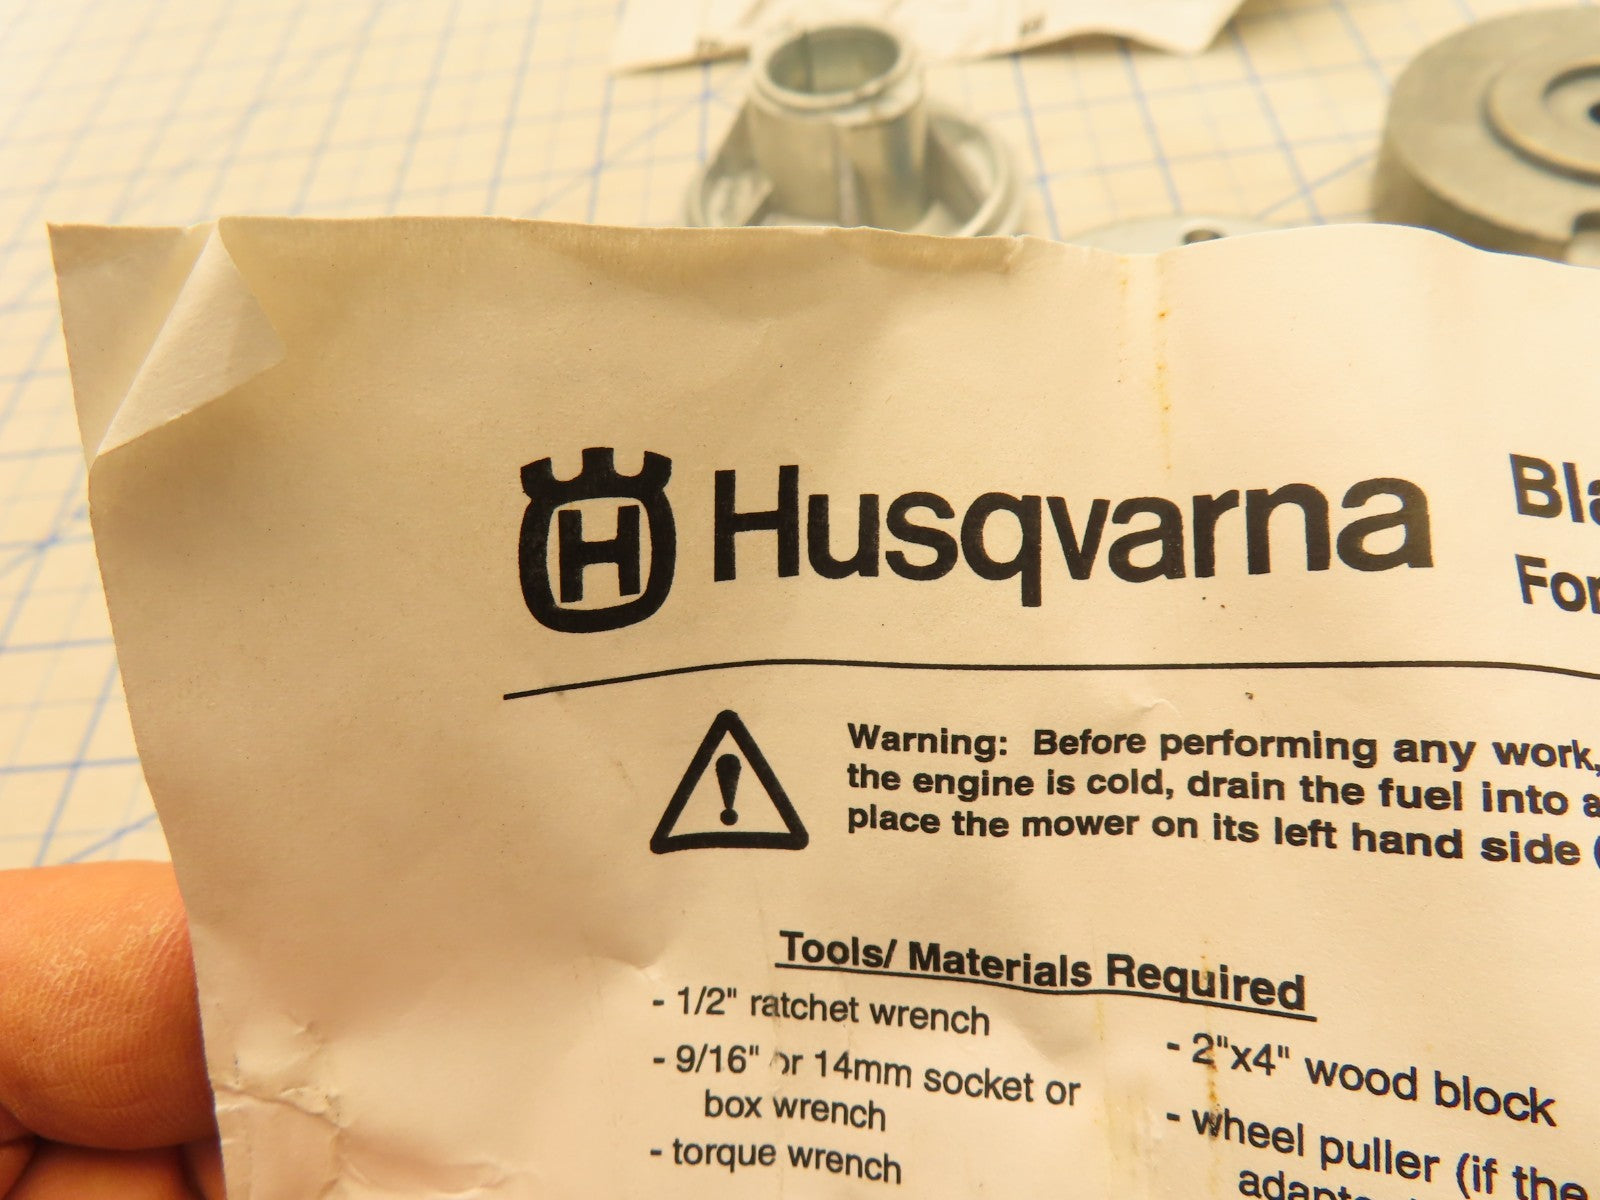 H Husqvarna
Warning: Before performing any work,
the engine is cold, drain the fuel into
place the mower on its left hand side (
Tools/ Materials Required
- 1/2" ratchet wrench
- 9/16" or 14mm socket or
box wrench
- torque wrench
- 2"x4" wood block
- wheel puller (if the